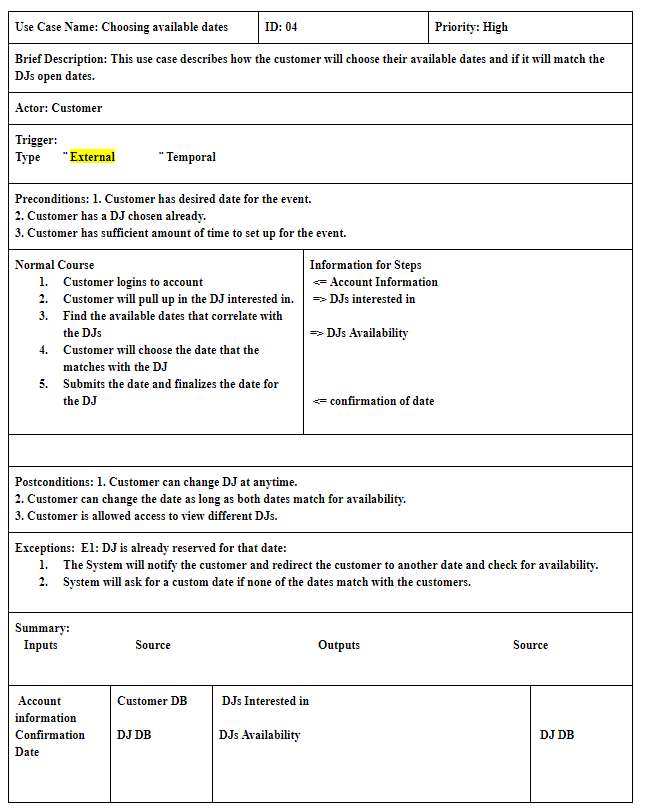 Use Case Name: Choosing available dates ID: 04 Priority: High
Brief Description: This use case describes how the customer will choose their available dates and if it will match the
DJs open dates.
Actor: Customer
Trigger:
Type ¨ External ¨ Temporal
Preconditions: 1. Customer has desired date for the event.
2. Customer has a DJ chosen already.
3. Customer has sufficient amount of time to set up for the event.
Normal Course
1. Customer logins to account
2. Customer will pull up in the DJ interested in.
3. Find the available dates that correlate with
the DJs
4. Customer will choose the date that the
matches with the DJ
5. Submits the date and finalizes the date for
the DJ
Information for Steps
<= Account Information
=> DJs interested in
=> DJs Availability
<= confirmation of date
Postconditions: 1. Customer can change DJ at anytime.
2. Customer can change the date as long as both dates match for availability.
3. Customer is allowed access to view different DJs.
Exceptions: E1: DJ is already reserved for that date:
1. The System will notify the customer and redirect the customer to another date and check for availability.
2. System will ask for a custom date if none of the dates match with the customers.
Summary:
Inputs Source Outputs Source
Account
information
Confirmation
Date
Customer DB
DJ DB
DJs Interested in
DJs Availability
DJ DB